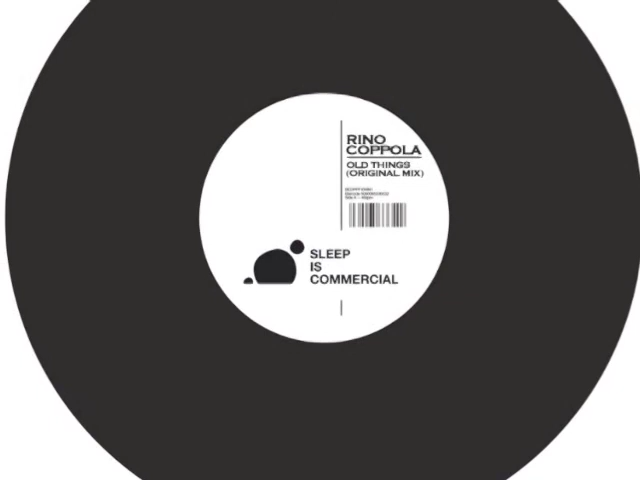 RINO
COPPOLA
OLD THINGS
(ORIGINAL MIX)
SLEEP
IS
COMMERCIAL